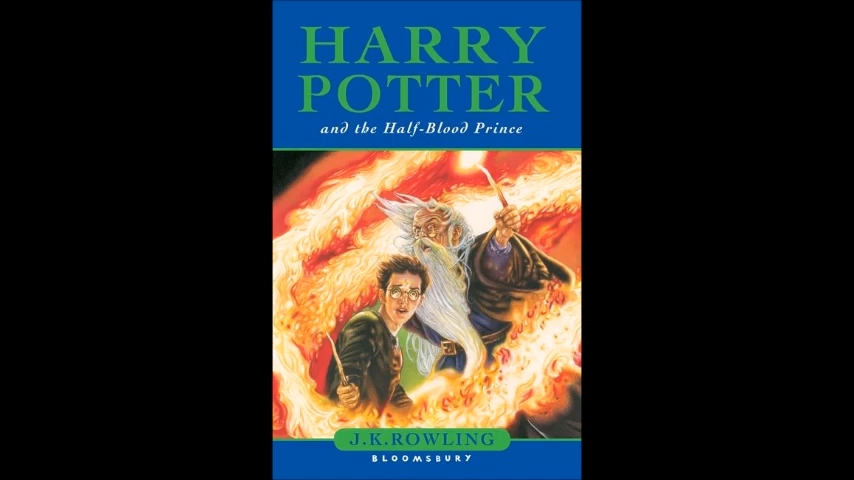 HARRY
POTTER
and the Half-Blood Prince
J.K.ROWLING
BLOOMSBURY